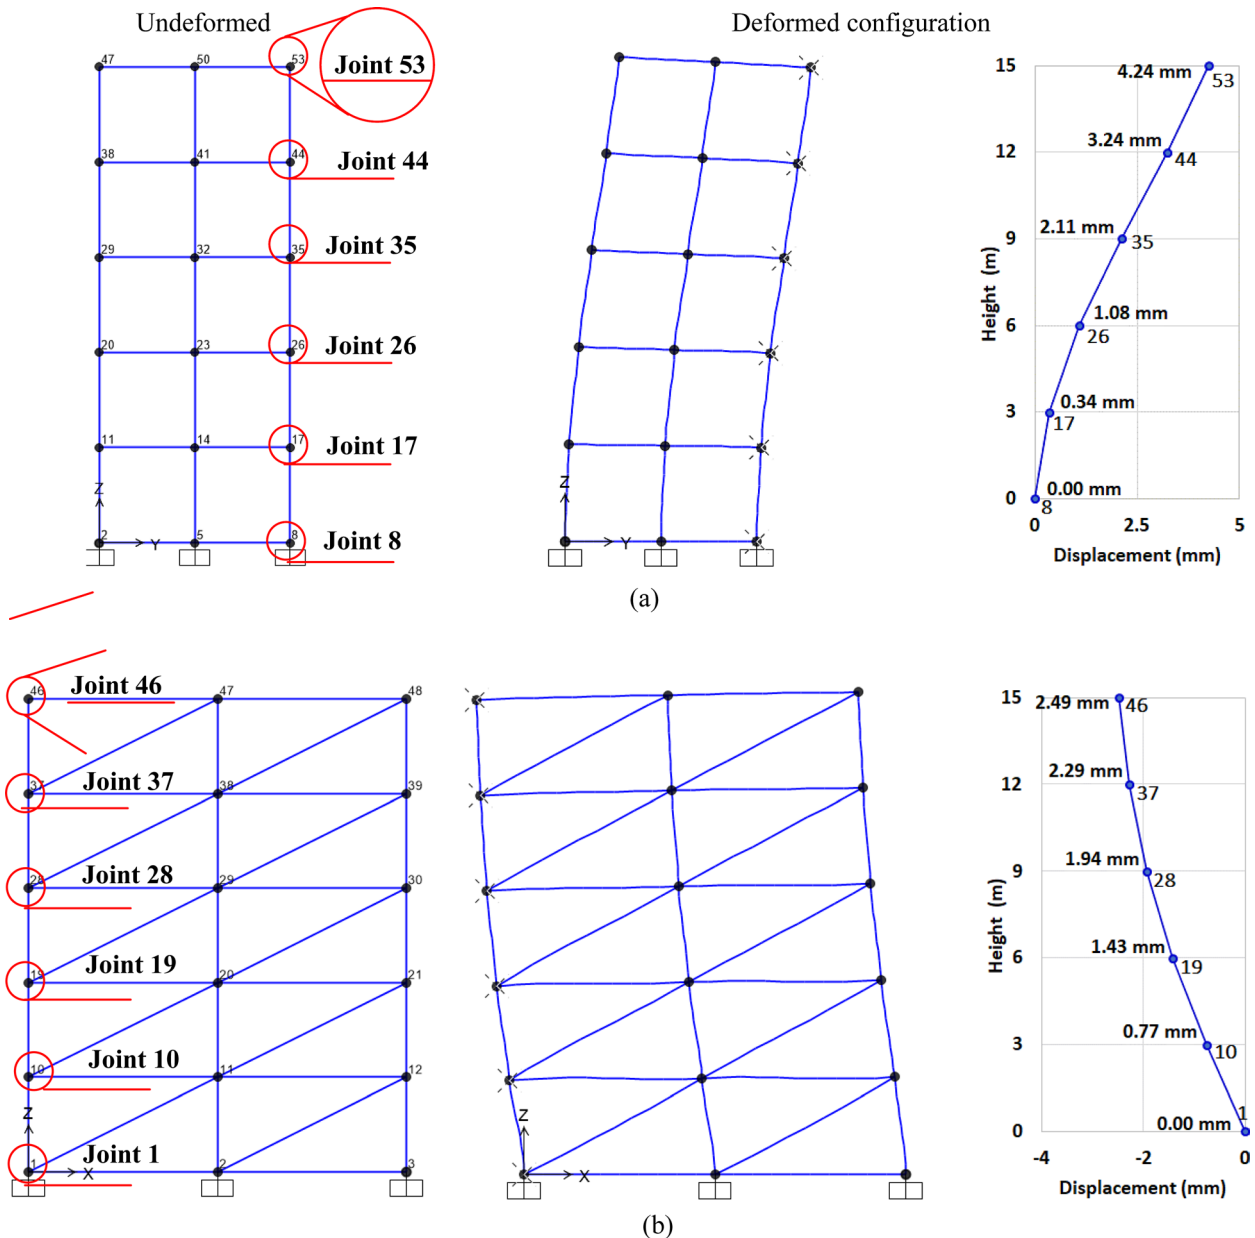 Undeformed
Deformed configuration
47 50 53
Joint 53
38 41 44
Joint 44
29 32 35
Joint 35
20 23 26
Joint 26
11 14 17
Joint 17
Z
2 Y 5 8
Joint 8
Z
Y
15
12
9
6
3
0
Height (m)
4.24 mm
53
3.24 mm
44
2.11 mm
35
1.08 mm
26
0.34 mm
17
0.00 mm
8
0 2.5 5
Displacement (mm)
(a)
46 47 48
Joint 46
37 38 39
Joint 37
28 29 30
Joint 28
19 20 21
Joint 19
10 11 12
Joint 10
Z
1 X 2 3
Joint 1
Z
X
15
12
9
6
3
0
Height (m)
2.49 mm
46
2.29 mm
37
1.94 mm
28
1.43 mm
19
0.77 mm
10
1
0.00 mm
-4 -2 0
Displacement (mm)
(b)